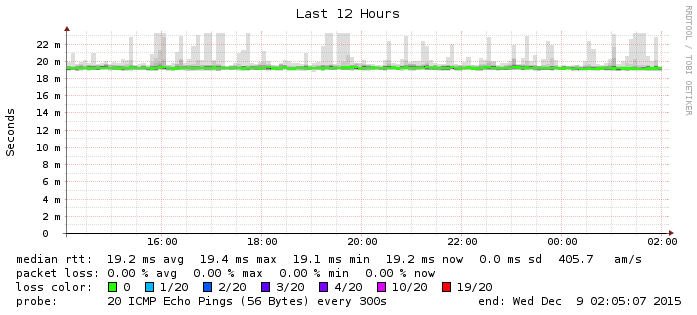 Last 12 Hours
RRDTOOL / TOBI OETIKER
Seconds
22 m
20 m
18 m
16 m
14 m
12 m
10 m
8 m
6 m
4 m
2 m
0
16:00 18:00 20:00 22:00 00:00 02:00
median rtt: 19.2 ms avg 19.4 ms max 19.1 ms min 19.2 ms now 0.0 ms sd 405.7 am/s
packet loss: 0.00 % avg 0.00 % max 0.00 % min 0.00 % now
loss color: 0 1/20 2/20 3/20 4/20 10/20 19/20
probe: 20 ICMP Echo Pings (56 Bytes) every 300s end: Wed Dec 9 02:05:07 2015